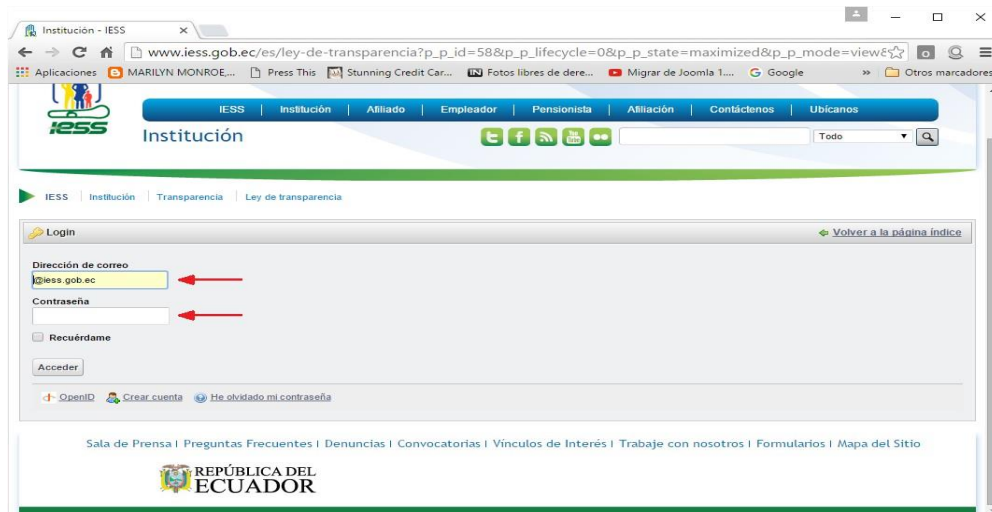 Institución - IESS
www.iess.gob.ec/es/ley-de-transparencia?p_p_id=58&p_p_lifecycle=0&p_p_state=maximized&p_p_mode=view&
Aplicaciones MARILYN MONROE,... Press This Stunning Credit Car... Fotos libres de dere... Migrar de Joomla 1.... Google » Otros marcadores
iess
IESS | Institución | Afiliado | Empleador | Pensionista | Afiliación | Contáctenos | Ubícanos
Institución Todo
IESS Institución Transparencia Ley de transparencia
Login Volver a la página índice
Dirección de correo
@iess.gob.ec
Contraseña
Recuérdame
Acceder
OpenID Crear cuenta He olvidado mi contraseña
Sala de Prensa | Preguntas Frecuentes | Denuncias | Convocatorias | Vínculos de Interés | Trabaje con nosotros | Formularios | Mapa del Sitio
REPÚBLICA DEL
ECUADOR